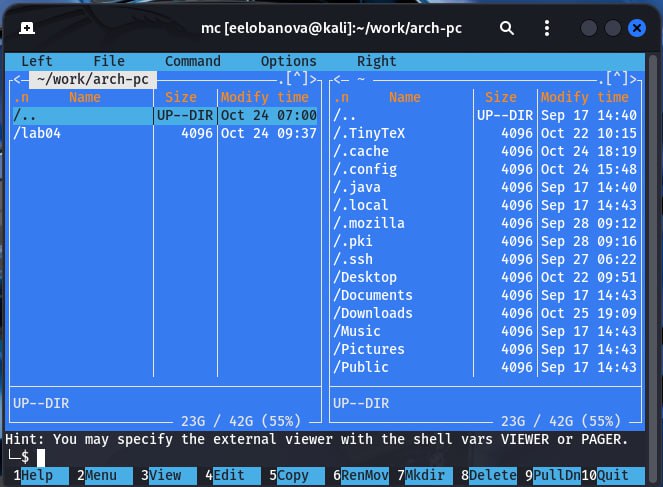 mc [eelobanova@kali]:~/work/arch-pc
Left File Command Options Right
<─ ~/work/arch-pc ─.[^]>
.n Name Size Modify time
/.. UP--DIR Oct 24 07:00
/lab04 4096 Oct 24 09:37
UP--DIR
23G / 42G (55%)
<─ ~ ─.[^]>
.n Name Size Modify time
/.. UP--DIR Sep 17 14:40
/.TinyTeX 4096 Oct 22 10:15
/.cache 4096 Oct 24 18:19
/.config 4096 Oct 24 15:48
/.java 4096 Sep 17 14:40
/.local 4096 Sep 17 14:43
/.mozilla 4096 Sep 28 09:12
/.pki 4096 Sep 28 09:16
/.ssh 4096 Sep 27 06:22
/Desktop 4096 Oct 22 09:51
/Documents 4096 Sep 17 14:43
/Downloads 4096 Oct 25 19:09
/Music 4096 Sep 17 14:43
/Pictures 4096 Sep 17 14:43
/Public 4096 Sep 17 14:43
UP--DIR
23G / 42G (55%)
Hint: You may specify the external viewer with the shell vars VIEWER or PAGER.
└─$
1Help 2Menu 3View 4Edit 5Copy 6RenMov 7Mkdir 8Delete 9PullDn 10Quit